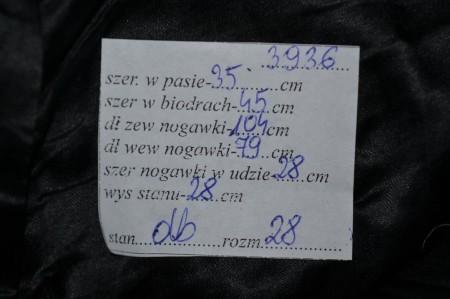 3936
szer. w pasie-35 cm
szer w biodrach-45 cm
dł zew nogawki-104 cm
dł wew nogawki-79 cm
szer nogawki w udzie-28 cm
wys stanu-28 cm
stan db rozm 28